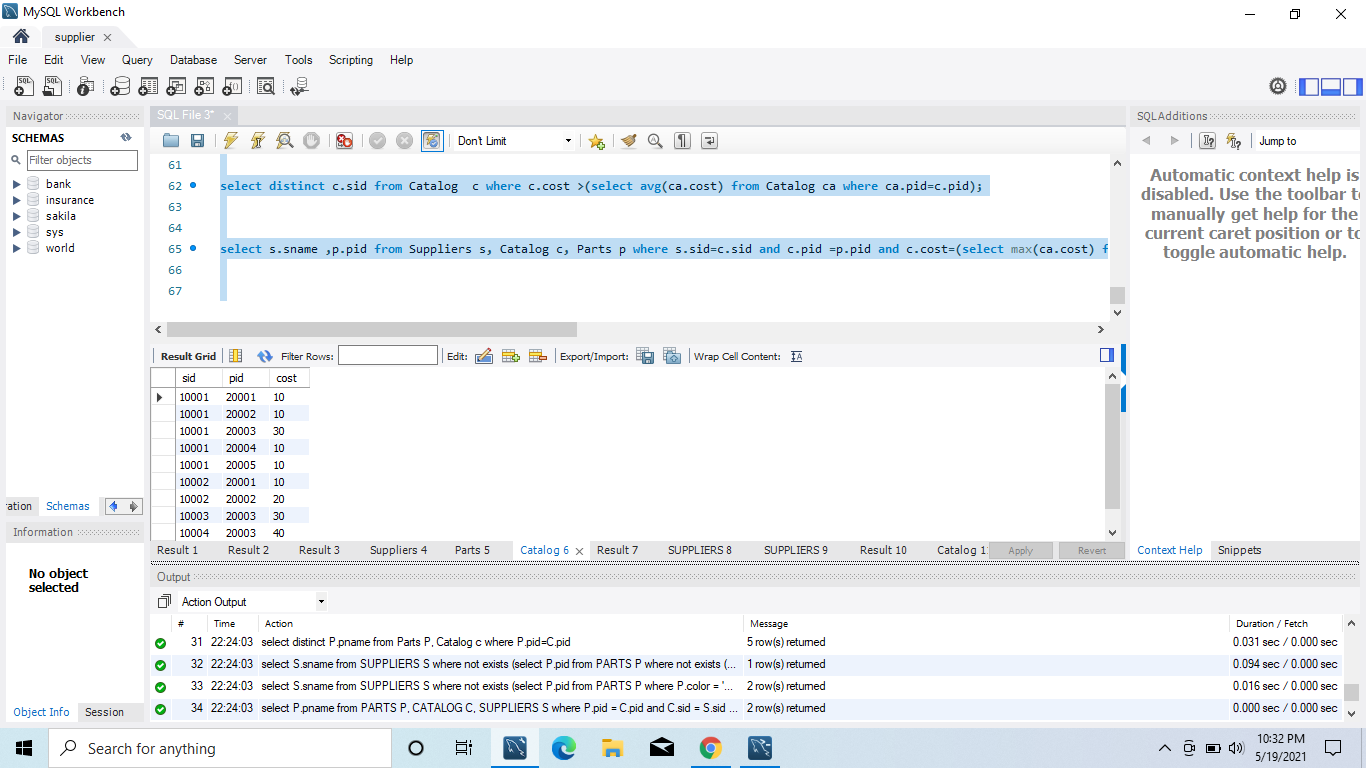 MySQL Workbench
supplier
File Edit View Query Database Server Tools Scripting Help
Navigator
SCHEMAS
Filter objects
bank
insurance
sakila
sys
world
ration Schemas
Information
No object
selected
Object Info Session
SQL File 3*
Don't Limit
61
62 select distinct c.sid from Catalog c where c.cost >(select avg(ca.cost) from Catalog ca where ca.pid=c.pid);
63
64
65 select s.sname ,p.pid from Suppliers s, Catalog c, Parts p where s.sid=c.sid and c.pid =p.pid and c.cost=(select max(ca.cost) f
66
67
Result Grid Filter Rows: Edit: Export/Import: Wrap Cell Content:
sid pid cost
10001 20001 10
10001 20002 10
10001 20003 30
10001 20004 10
10001 20005 10
10002 20001 10
10002 20002 20
10003 20003 30
10004 20003 40
Result 1 Result 2 Result 3 Suppliers 4 Parts 5 Catalog 6 Result 7 SUPPLIERS 8 SUPPLIERS 9 Result 10 Catalog 1 Apply Revert
SQLAdditions
Jump to
Automatic context help is
disabled. Use the toolbar to
manually get help for the
current caret position or to
toggle automatic help.
Context Help Snippets
Output
Action Output
# Time Action Message Duration / Fetch
31 22:24:03 select distinct P.pname from Parts P, Catalog c where P.pid=C.pid 5 row(s) returned 0.031 sec / 0.000 sec
32 22:24:03 select S.sname from SUPPLIERS S where not exists (select P.pid from PARTS P where not exists (... 1 row(s) returned 0.094 sec / 0.000 sec
33 22:24:03 select S.sname from SUPPLIERS S where not exists (select P.pid from PARTS P where P.color = '... 2 row(s) returned 0.016 sec / 0.000 sec
34 22:24:03 select P.pname from PARTS P, CATALOG C, SUPPLIERS S where P.pid = C.pid and C.sid = S.sid ... 2 row(s) returned 0.000 sec / 0.000 sec
Search for anything
10:32 PM
5/19/2021